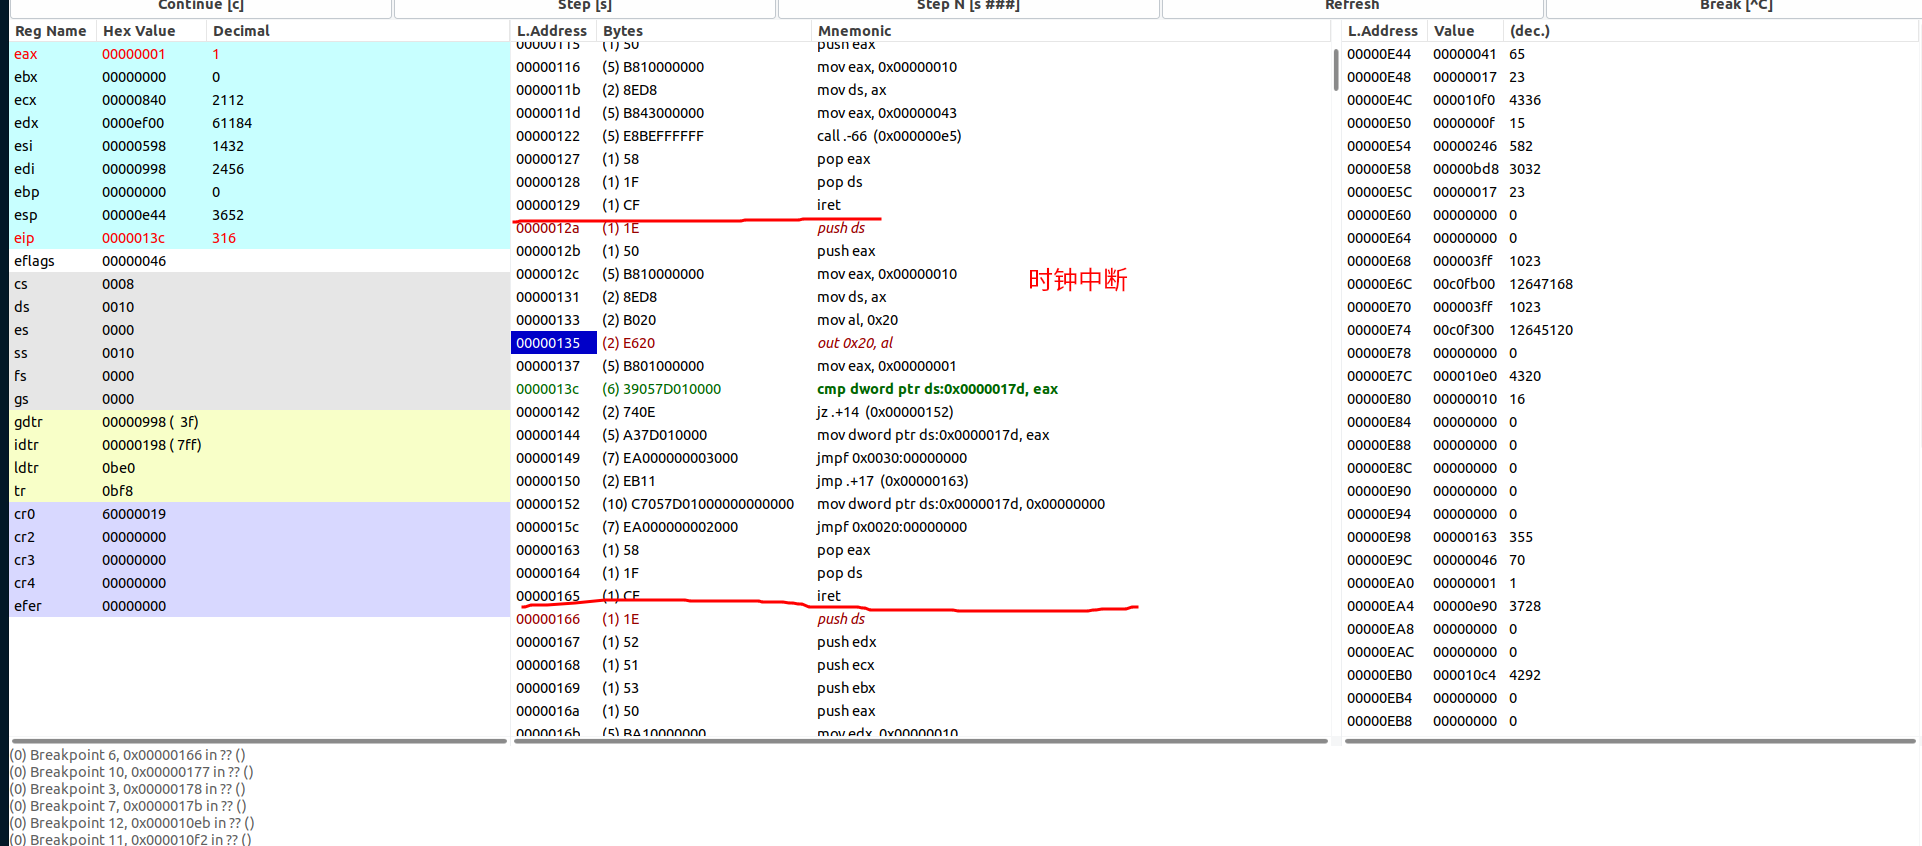 Continue [c] Step [s] Step N [s ###] Refresh Break [^C]
Reg Name Hex Value Decimal
eax 00000001 1
ebx 00000000 0
ecx 00000840 2112
edx 0000ef00 61184
esi 00000598 1432
edi 00000998 2456
ebp 00000000 0
esp 00000e44 3652
eip 0000013c 316
eflags 00000046
cs 0008
ds 0010
es 0000
ss 0010
fs 0000
gs 0000
gdtr 00000998 ( 3f)
idtr 00000198 ( 7ff)
ldtr 0be0
tr 0bf8
cr0 60000019
cr2 00000000
cr3 00000000
cr4 00000000
efer 00000000
L.Address Bytes Mnemonic
00000115 (1) 50 push eax
00000116 (5) B810000000 mov eax, 0x00000010
0000011b (2) 8ED8 mov ds, ax
0000011d (5) B843000000 mov eax, 0x00000043
00000122 (5) E8BEFFFFFF call .-66 (0x000000e5)
00000127 (1) 58 pop eax
00000128 (1) 1F pop ds
00000129 (1) CF iret
0000012a (1) 1E push ds
0000012b (1) 50 push eax
0000012c (5) B810000000 mov eax, 0x00000010
00000131 (2) 8ED8 mov ds, ax
00000133 (2) B020 mov al, 0x20
00000135 (2) E620 out 0x20, al
00000137 (5) B801000000 mov eax, 0x00000001
0000013c (6) 39057D010000 cmp dword ptr ds:0x0000017d, eax
00000142 (2) 740E jz .+14 (0x00000152)
00000144 (5) A37D010000 mov dword ptr ds:0x0000017d, eax
00000149 (7) EA000000003000 jmpf 0x0030:00000000
00000150 (2) EB11 jmp .+17 (0x00000163)
00000152 (10) C7057D01000000000000 mov dword ptr ds:0x0000017d, 0x00000000
0000015c (7) EA000000002000 jmpf 0x0020:00000000
00000163 (1) 58 pop eax
00000164 (1) 1F pop ds
00000165 (1) CF iret
00000166 (1) 1E push ds
00000167 (1) 52 push edx
00000168 (1) 51 push ecx
00000169 (1) 53 push ebx
0000016a (1) 50 push eax
0000016b (5) BA10000000 mov edx, 0x00000010
时钟中断
L.Address Value (dec.)
00000E44 00000041 65
00000E48 00000017 23
00000E4C 000010f0 4336
00000E50 0000000f 15
00000E54 00000246 582
00000E58 00000bd8 3032
00000E5C 00000017 23
00000E60 00000000 0
00000E64 00000000 0
00000E68 000003ff 1023
00000E6C 00c0fb00 12647168
00000E70 000003ff 1023
00000E74 00c0f300 12645120
00000E78 00000000 0
00000E7C 000010e0 4320
00000E80 00000010 16
00000E84 00000000 0
00000E88 00000000 0
00000E8C 00000000 0
00000E90 00000000 0
00000E94 00000000 0
00000E98 00000163 355
00000E9C 00000046 70
00000EA0 00000001 1
00000EA4 00000e90 3728
00000EA8 00000000 0
00000EAC 00000000 0
00000EB0 000010c4 4292
00000EB4 00000000 0
00000EB8 00000000 0
(0) Breakpoint 6, 0x00000166 in ?? ()
(0) Breakpoint 10, 0x00000177 in ?? ()
(0) Breakpoint 3, 0x00000178 in ?? ()
(0) Breakpoint 7, 0x0000017b in ?? ()
(0) Breakpoint 12, 0x000010eb in ?? ()
(0) Breakpoint 11, 0x000010f2 in ?? ()